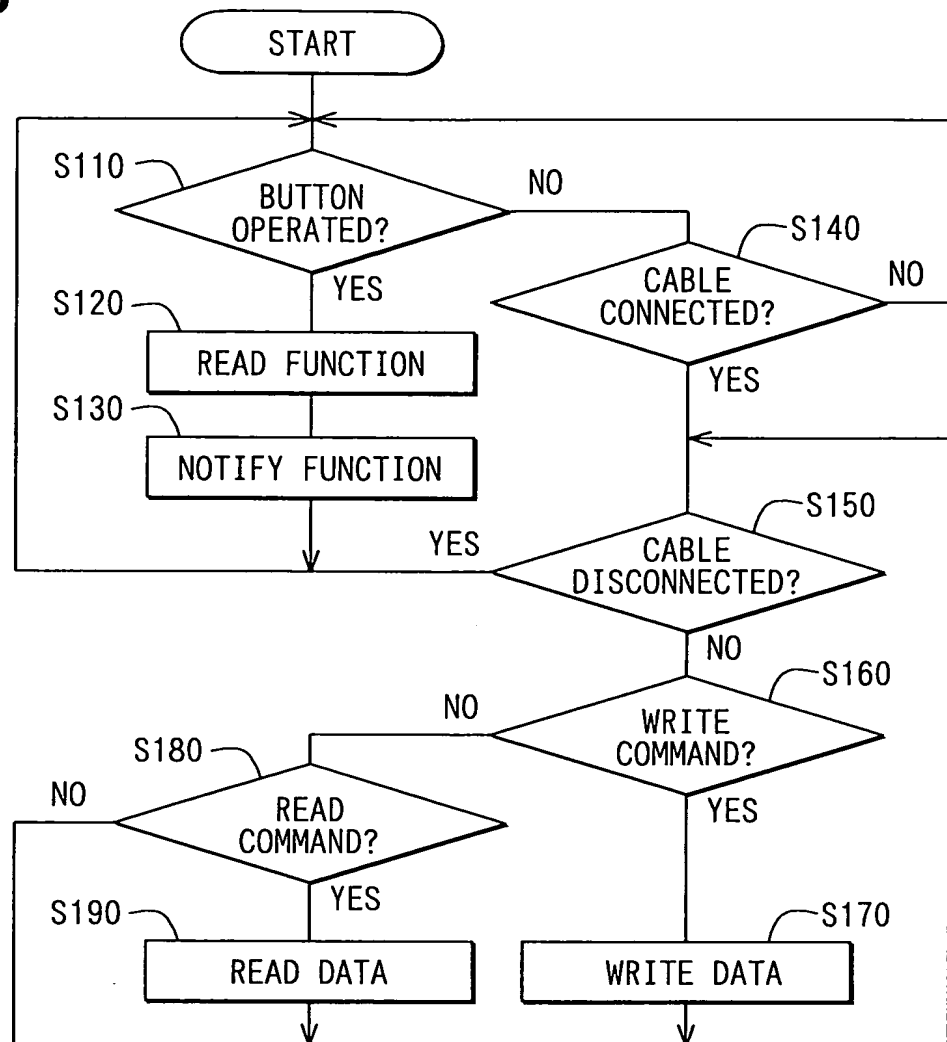 START
S110
BUTTON
OPERATED?
NO
YES
S140
CABLE
CONNECTED?
NO
YES
S120
READ FUNCTION
S130
NOTIFY FUNCTION
S150
CABLE
DISCONNECTED?
YES
NO
S160
WRITE
COMMAND?
NO
YES
S180
READ
COMMAND?
NO
YES
S190
READ DATA
S170
WRITE DATA